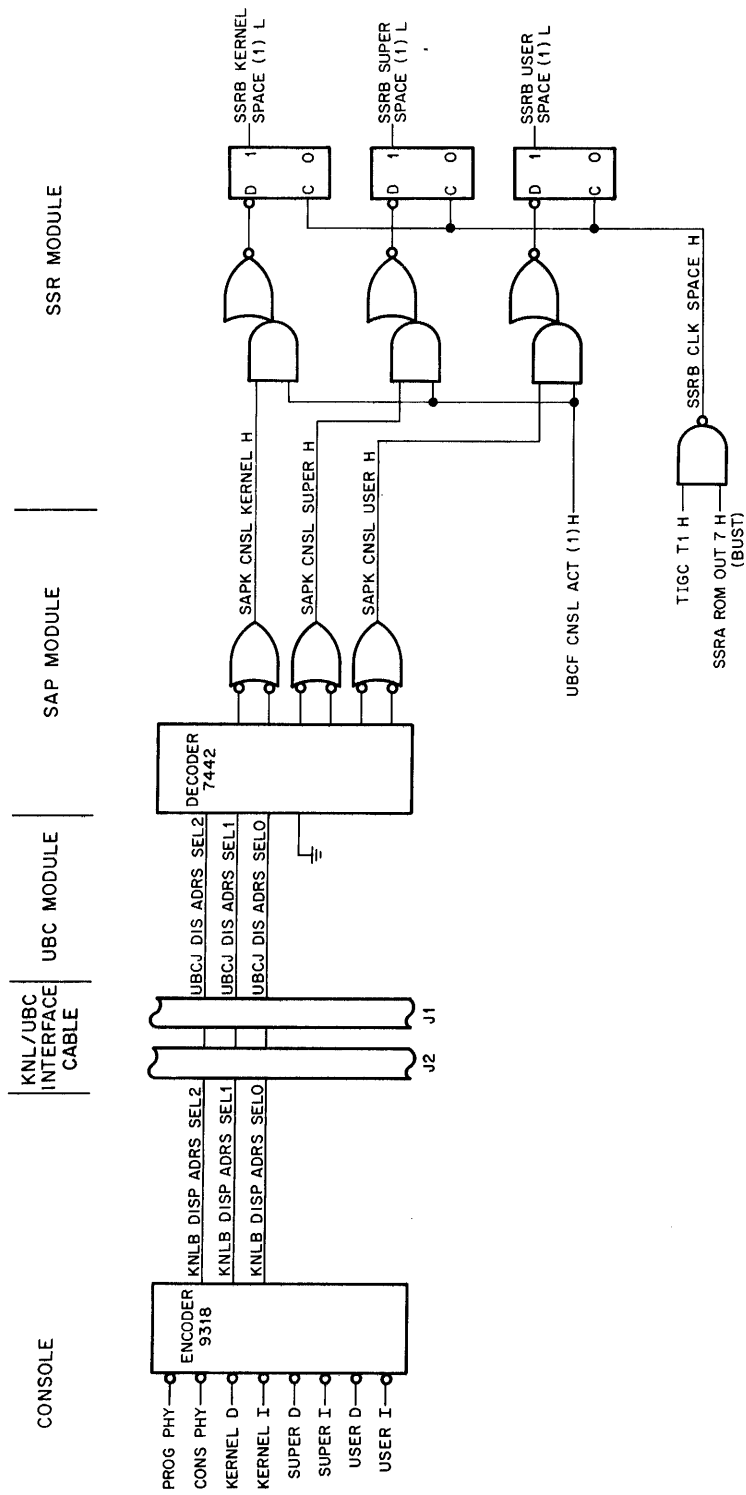 CONSOLE
KNL/UBC
INTERFACE
CABLE
UBC MODULE
SAP MODULE
SSR MODULE
PROG PHY
CONS PHY
KERNEL D
KERNEL I
SUPER D
SUPER I
USER D
USER I
ENCODER
9318
KNLB DISP ADRS SEL2
KNLB DISP ADRS SEL1
KNLB DISP ADRS SEL0
J2
J1
UBCJ DIS ADRS SEL2
UBCJ DIS ADRS SEL1
UBCJ DIS ADRS SEL0
DECODER
7442
SAPK CNSL KERNEL H
SAPK CNSL SUPER H
SAPK CNSL USER H
UBCF CNSL ACT (1) H
TIGC T1 H
SSRA ROM OUT 7 H
(BUST)
SSRB CLK SPACE H
D 1
C 0
SSRB KERNEL
SPACE (1) L
D 1
C 0
SSRB SUPER
SPACE (1) L
D 1
C 0
SSRB USER
SPACE (1) L
11-1096